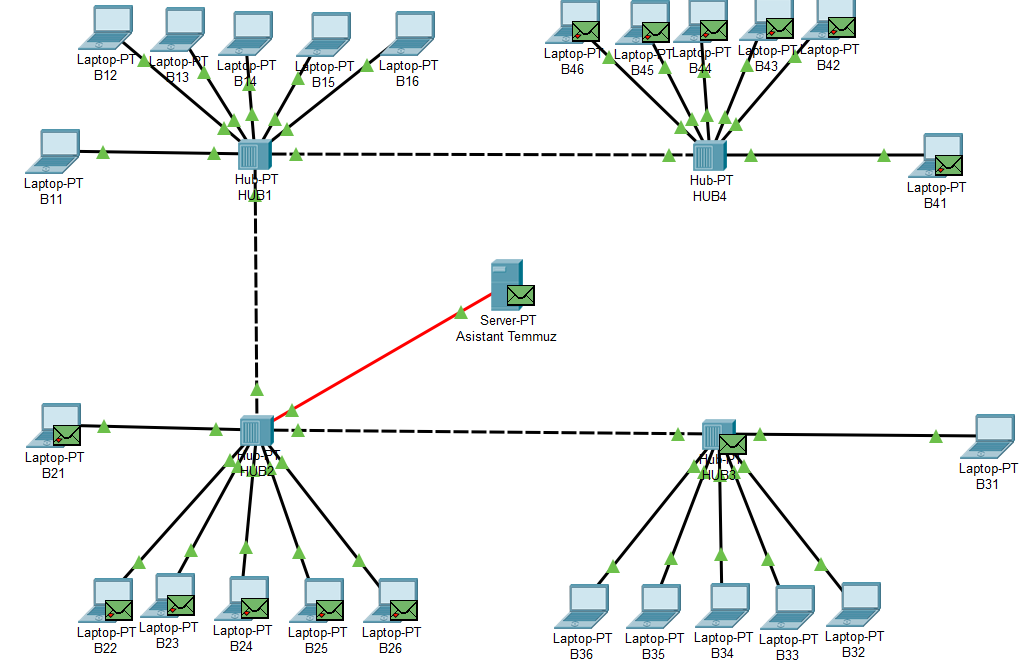 Laptop-PT
B12
Laptop-PT
B13
Laptop-PT
B14
Laptop-PT
B15
Laptop-PT
B16
Laptop-PT
B46
Laptop-PT
B45
Laptop-PT
B44
Laptop-PT
B43
Laptop-PT
B42
Laptop-PT
B11
Hub-PT
HUB1
Hub-PT
HUB4
Laptop-PT
B41
Server-PT
Asistant Temmuz
Laptop-PT
B21
Hub-PT
HUB2
Hub-PT
HUB3
Laptop-PT
B31
Laptop-PT
B22
Laptop-PT
B23
Laptop-PT
B24
Laptop-PT
B25
Laptop-PT
B26
Laptop-PT
B36
Laptop-PT
B35
Laptop-PT
B34
Laptop-PT
B33
Laptop-PT
B32